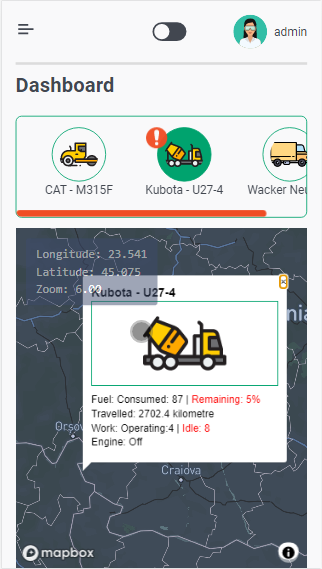 admin
Dashboard
CAT - M315F
Kubota - U27-4
Wacker Neu
Longitude: 23.541
Latitude: 45.075
Zoom: 6.00
Kubota - U27-4
Fuel: Consumed: 87 | Remaining: 5%
Travelled: 2702.4 kilometre
Work: Operating:4 | Idle: 8
Engine: Off
Craiova
mapbox